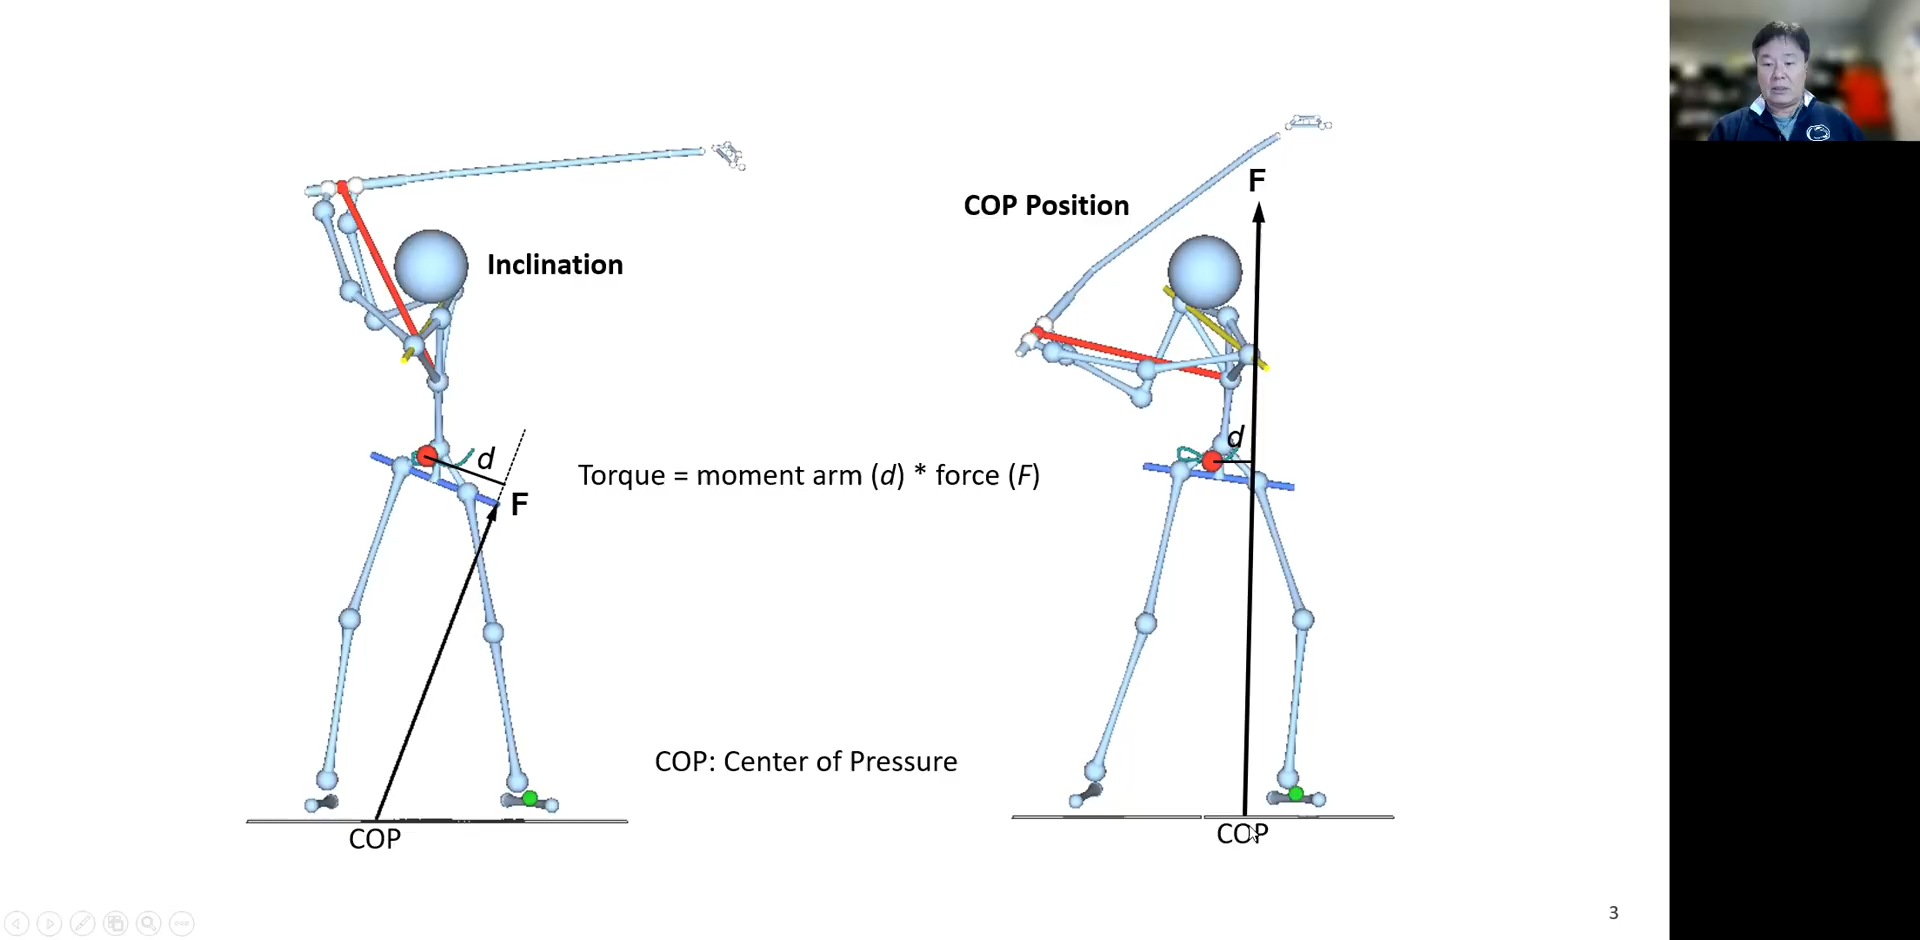 F
COP Position
Inclination
d
d
Torque = moment arm (d) * force (F)
F
COP: Center of Pressure
COP
COP
3